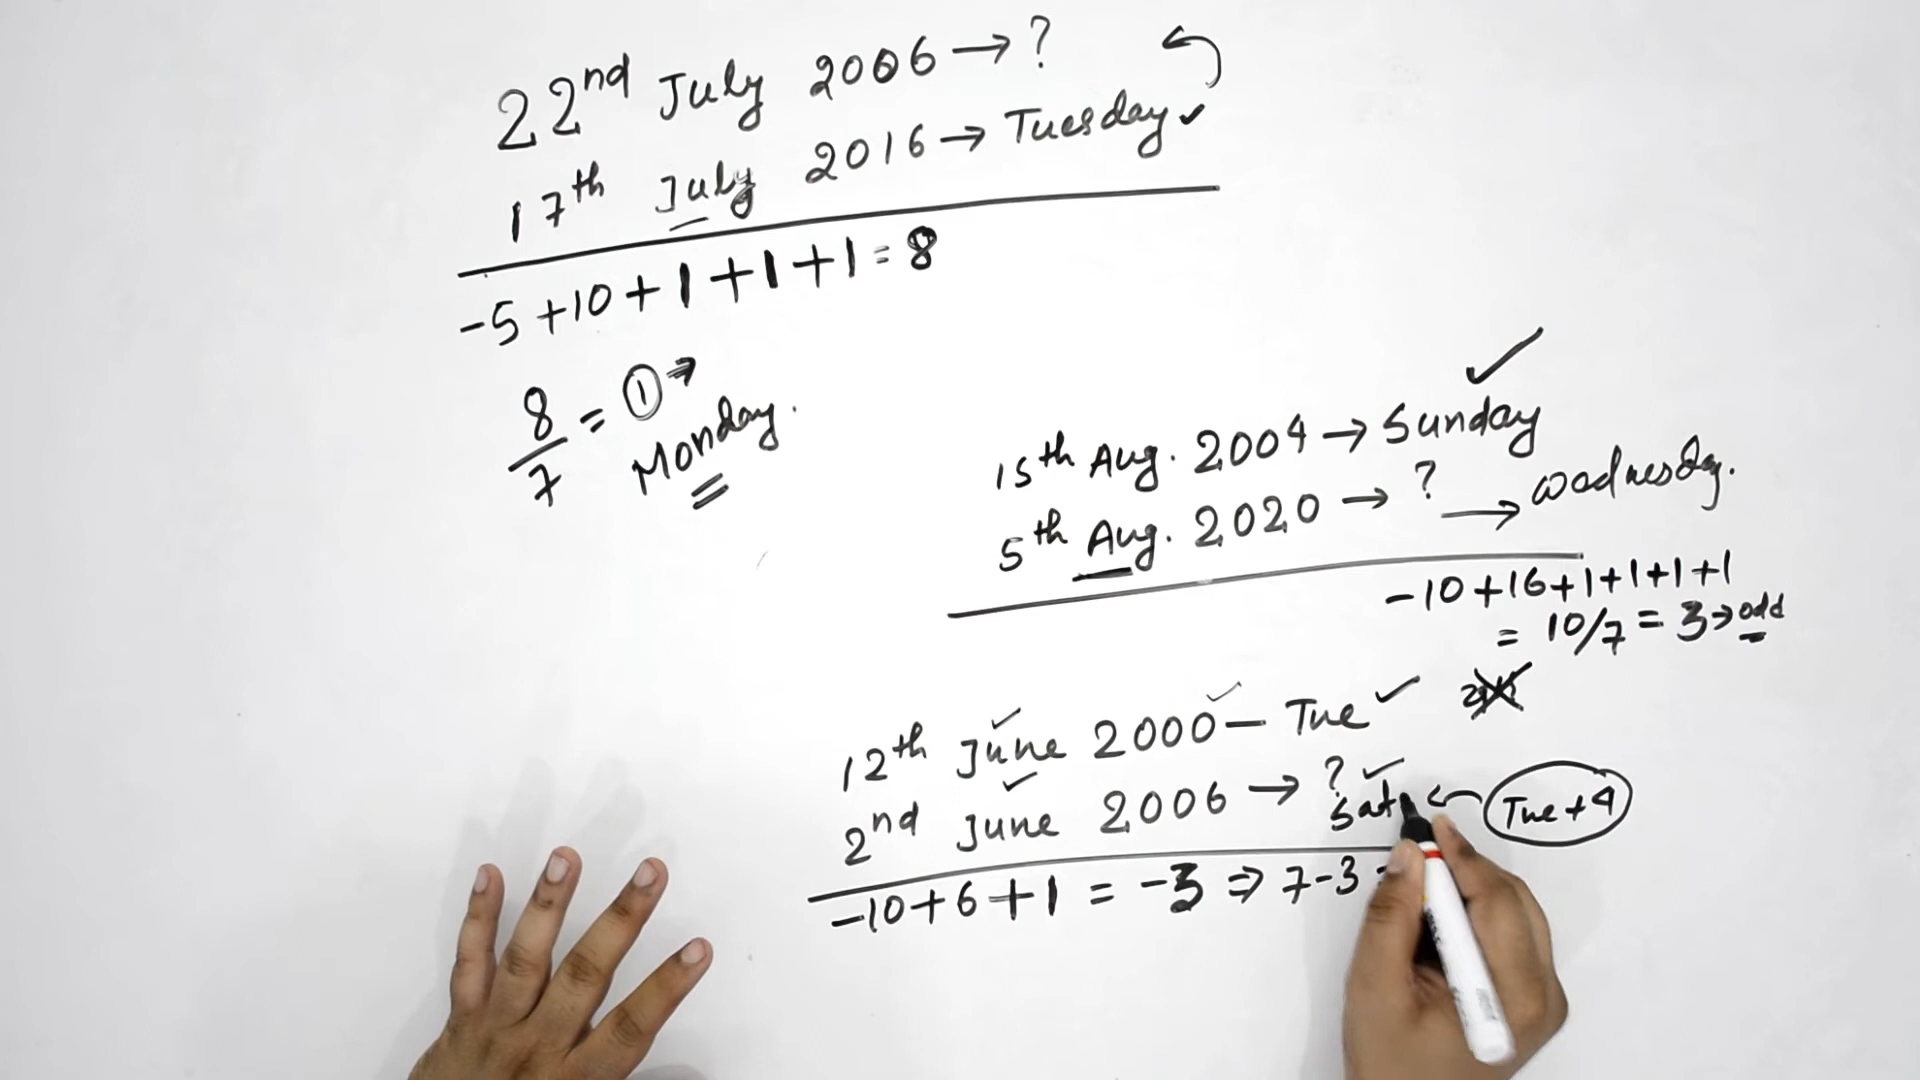 22nd July 2006 → ?
17th July 2016 → Tuesday ✓
-5+10+1+1+1=8
8/7 = 1 →
Monday.
15th Aug. 2004 → Sunday ✓
5th Aug. 2020 → ? → Wednesday.
-10+16+1+1+1+1
= 10/7 = 3 → odd
12th June 2000 — Tue ✓
2nd June 2006 → ? ✓
Sat ← Tue+4
-10+6+1 = -3 ⇒ 7-3